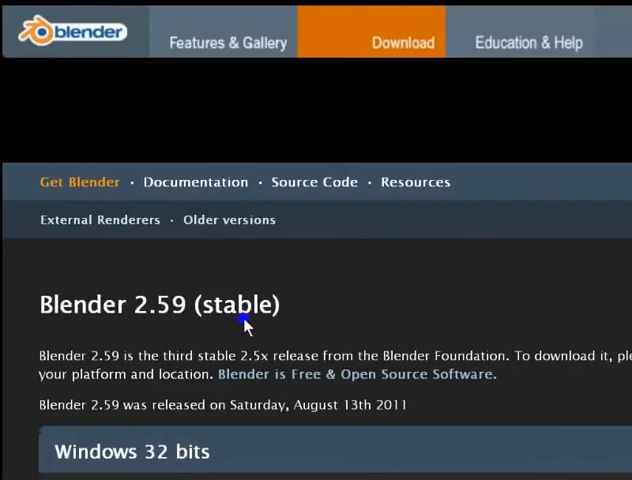 blender
Features & Gallery
Download
Education & Help
Get Blender · Documentation · Source Code · Resources
External Renderers · Older versions
Blender 2.59 (stable)
Blender 2.59 is the third stable 2.5x release from the Blender Foundation. To download it,
your platform and location. Blender is Free & Open Source Software.
Blender 2.59 was released on Saturday, August 13th 2011
Windows 32 bits